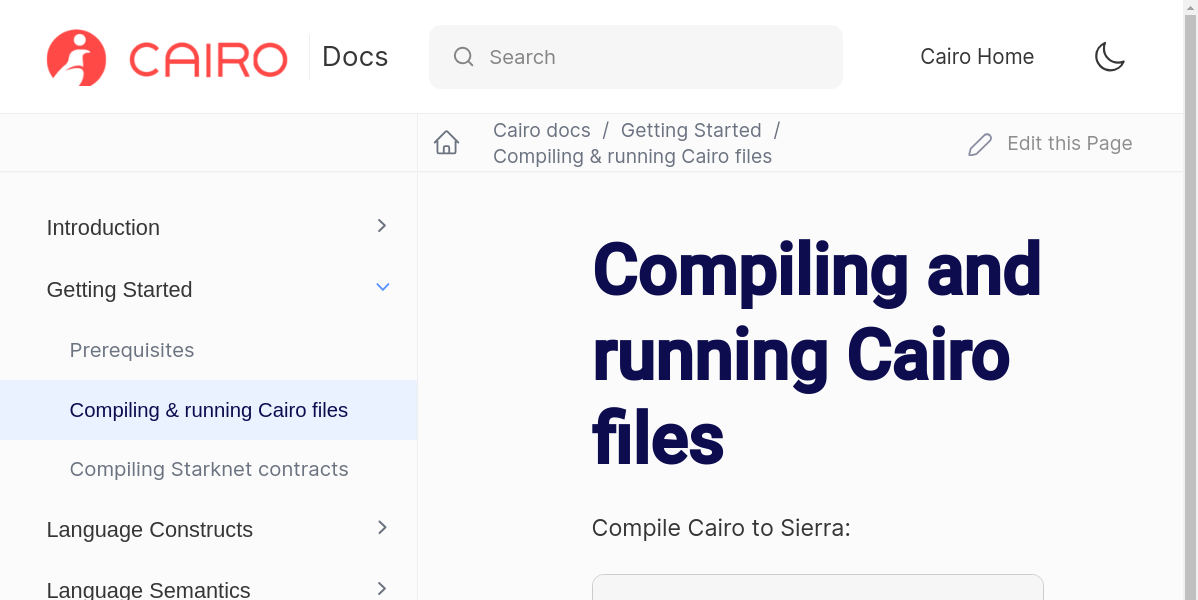 CAIRO Docs
Search
Cairo Home
Cairo docs / Getting Started /
Compiling & running Cairo files
Edit this Page
Introduction
Getting Started
Prerequisites
Compiling & running Cairo files
Compiling Starknet contracts
Language Constructs
Language Semantics
Compiling and
running Cairo
files
Compile Cairo to Sierra: